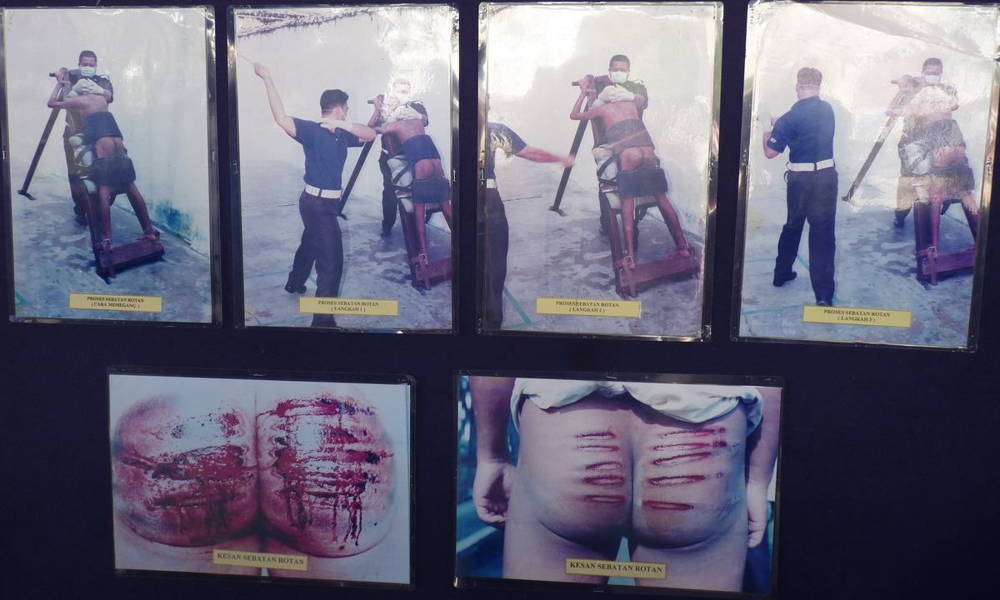 PROSES SEBATAN ROTAN
( CARA MEMEGANG )
PROSES SEBATAN ROTAN
( LANGKAH 1 )
PROSES SEBATAN ROTAN
( LANGKAH 2 )
PROSES SEBATAN ROTAN
( LANGKAH 3 )
KESAN SEBATAN ROTAN
KESAN SEBATAN ROTAN